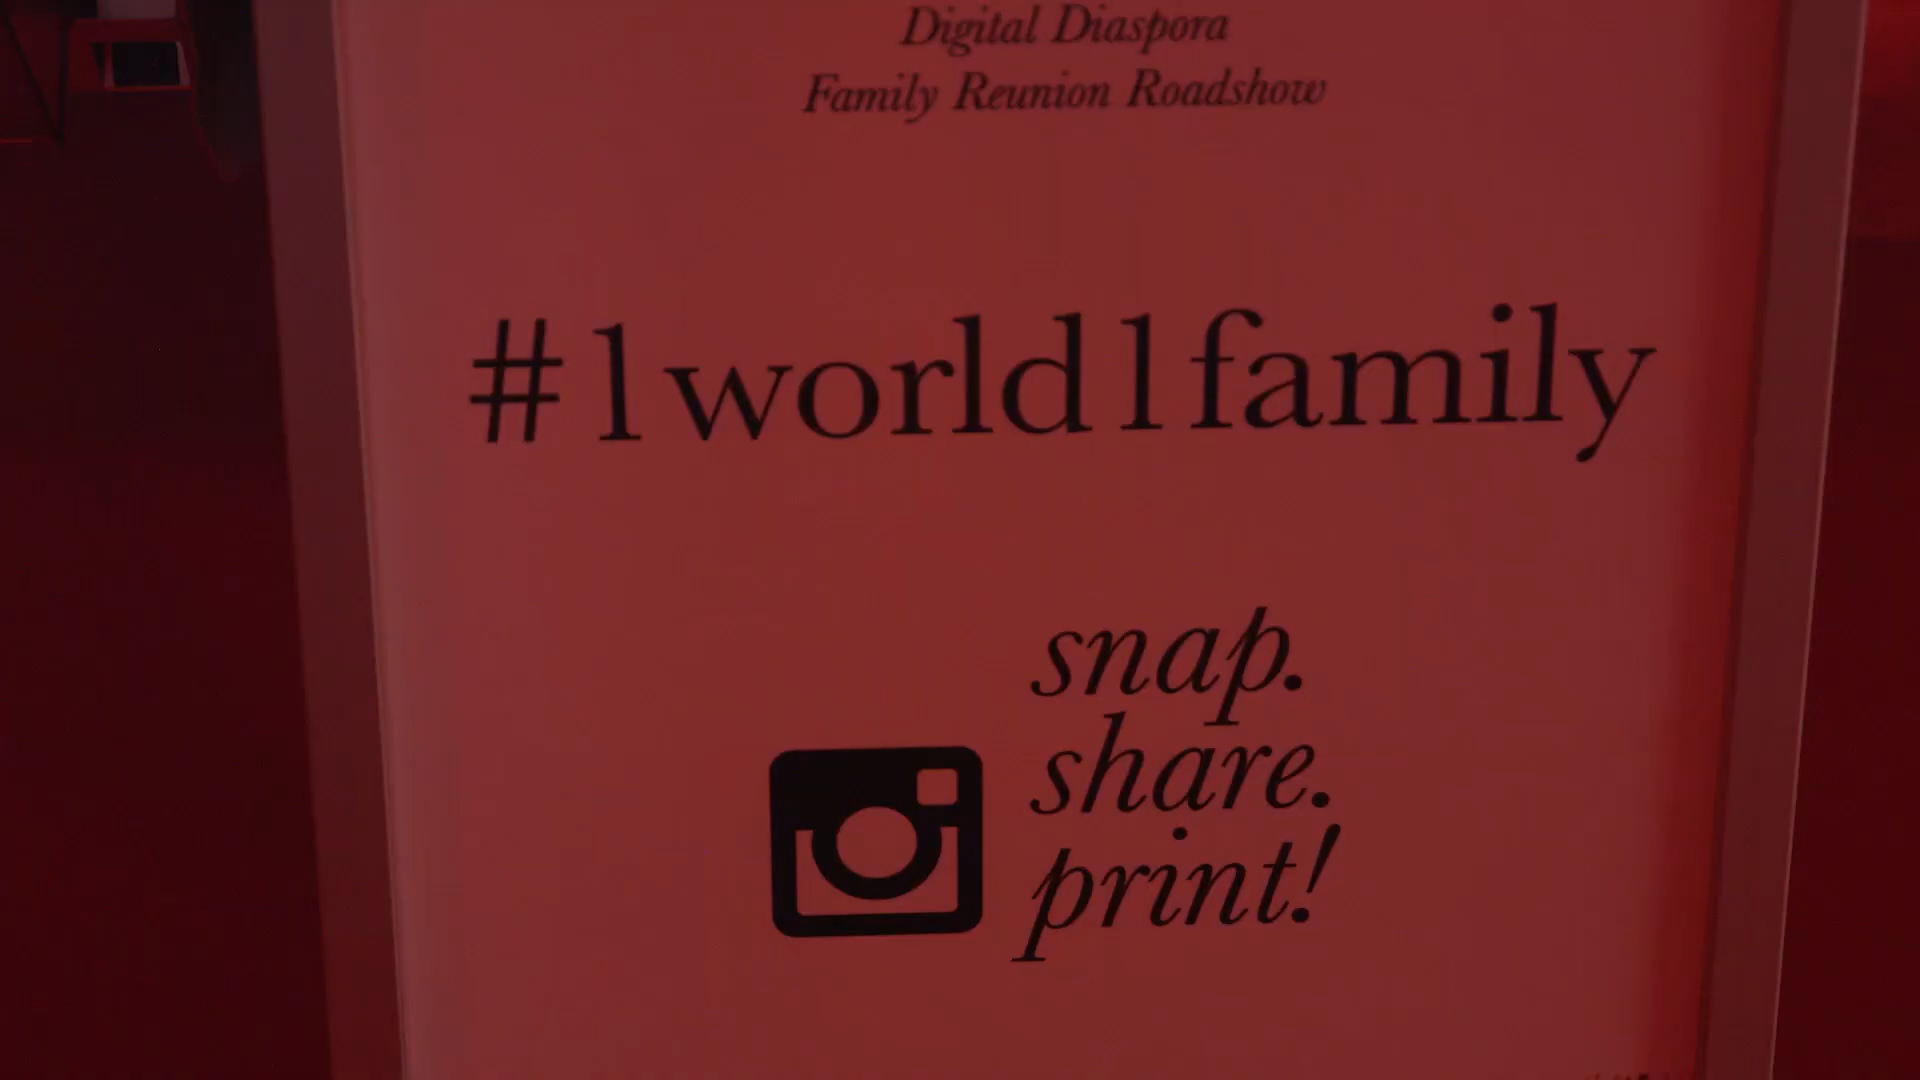 Digital Diaspora
Family Reunion Roadshow
#1world1family
snap.
share.
print!